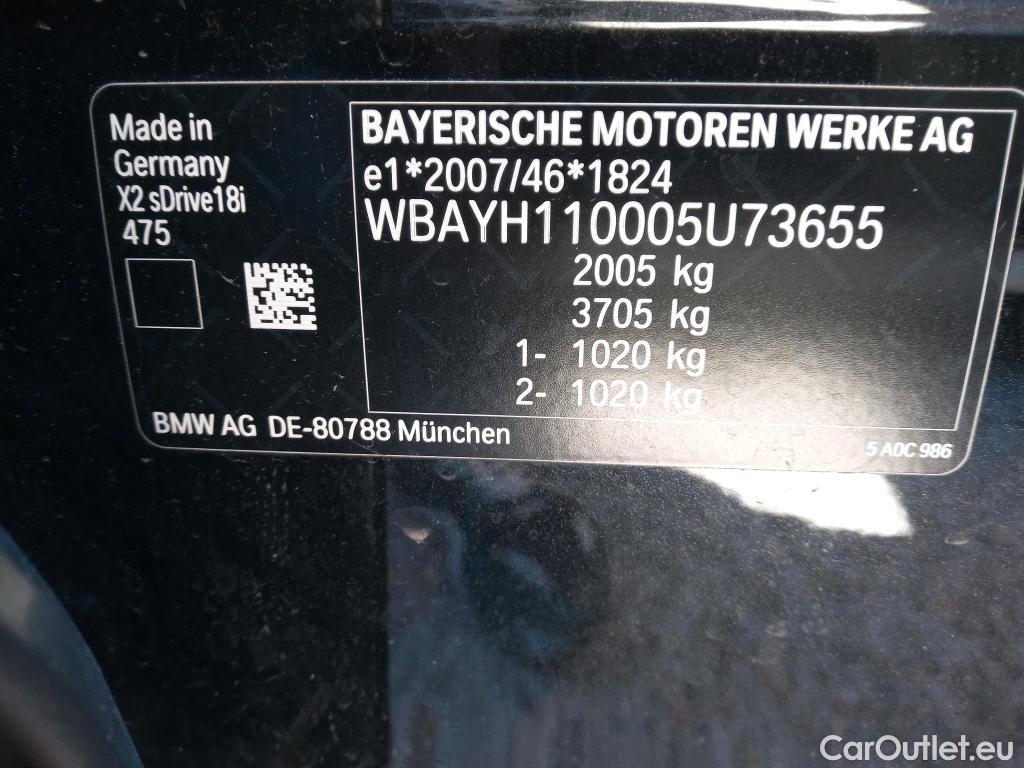 Made in
Germany
X2 sDrive18i
475
BAYERISCHE MOTOREN WERKE AG
e1*2007/46*1824
WBAYH110005U73655
2005 kg
3705 kg
1- 1020 kg
2- 1020 kg
BMW AG DE-80788 München
5 A0C 986
CarOutlet.eu